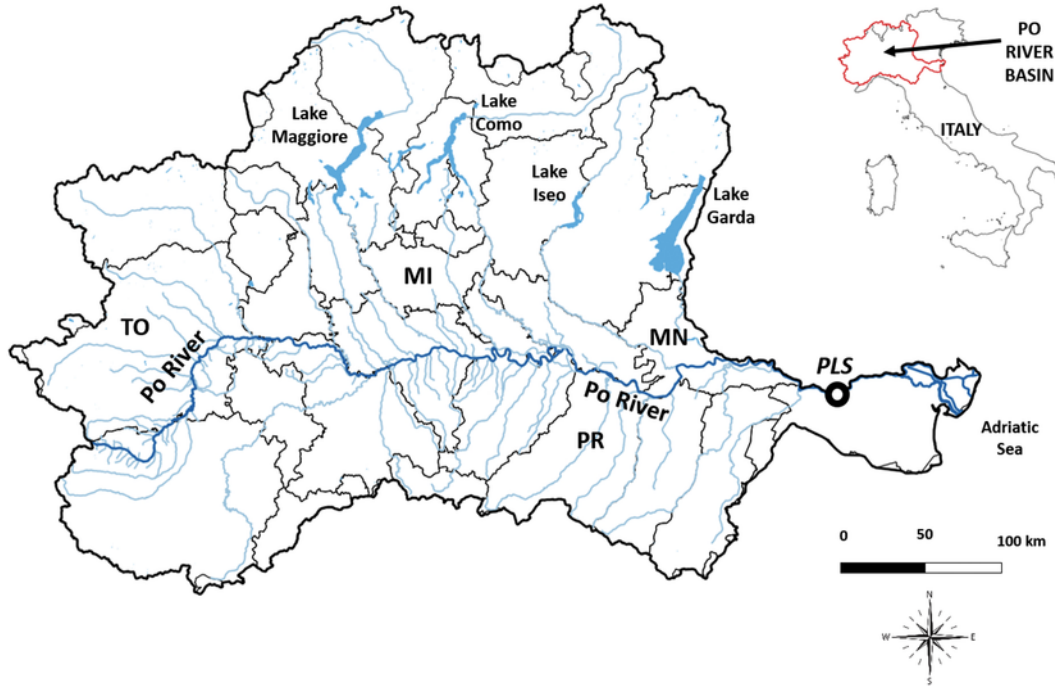 PO
RIVER
BASIN
ITALY
Lake
Maggiore
Lake
Como
Lake
Iseo
Lake
Garda
MI
TO
Po River
MN
PLS
Po River
PR
Adriatic
Sea
0 50 100 km
N
W E
S